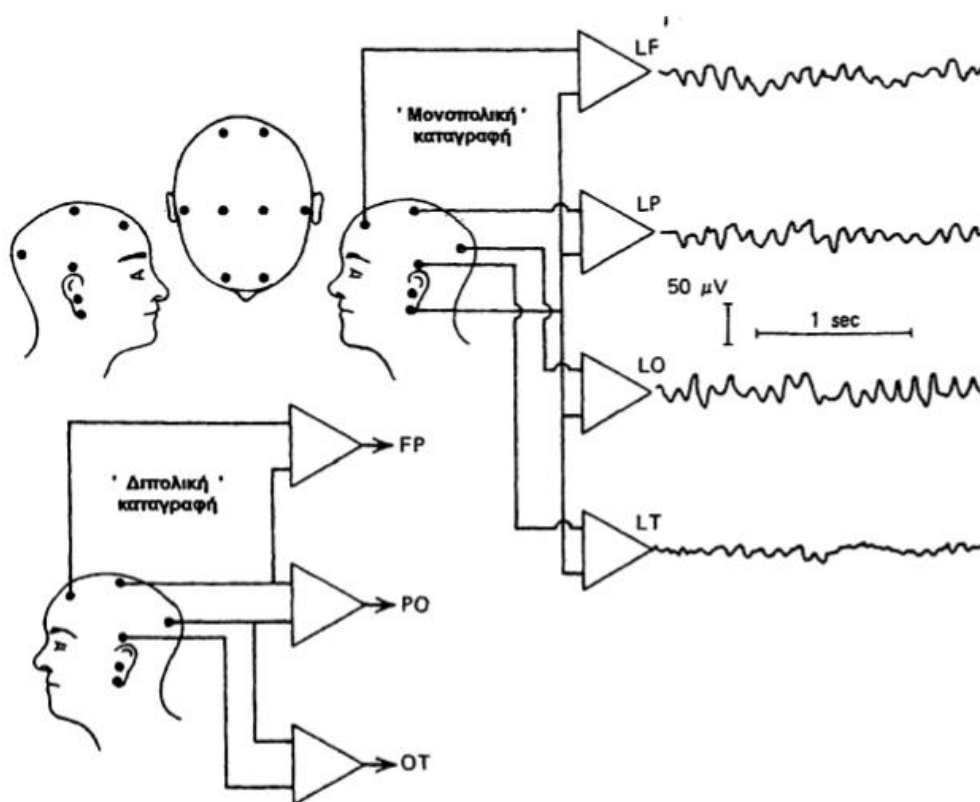 LF
' Μονοπολική '
καταγραφή
LP
50 μV
1 sec
LO
FP
' Διπολική '
καταγραφή
LT
PO
OT